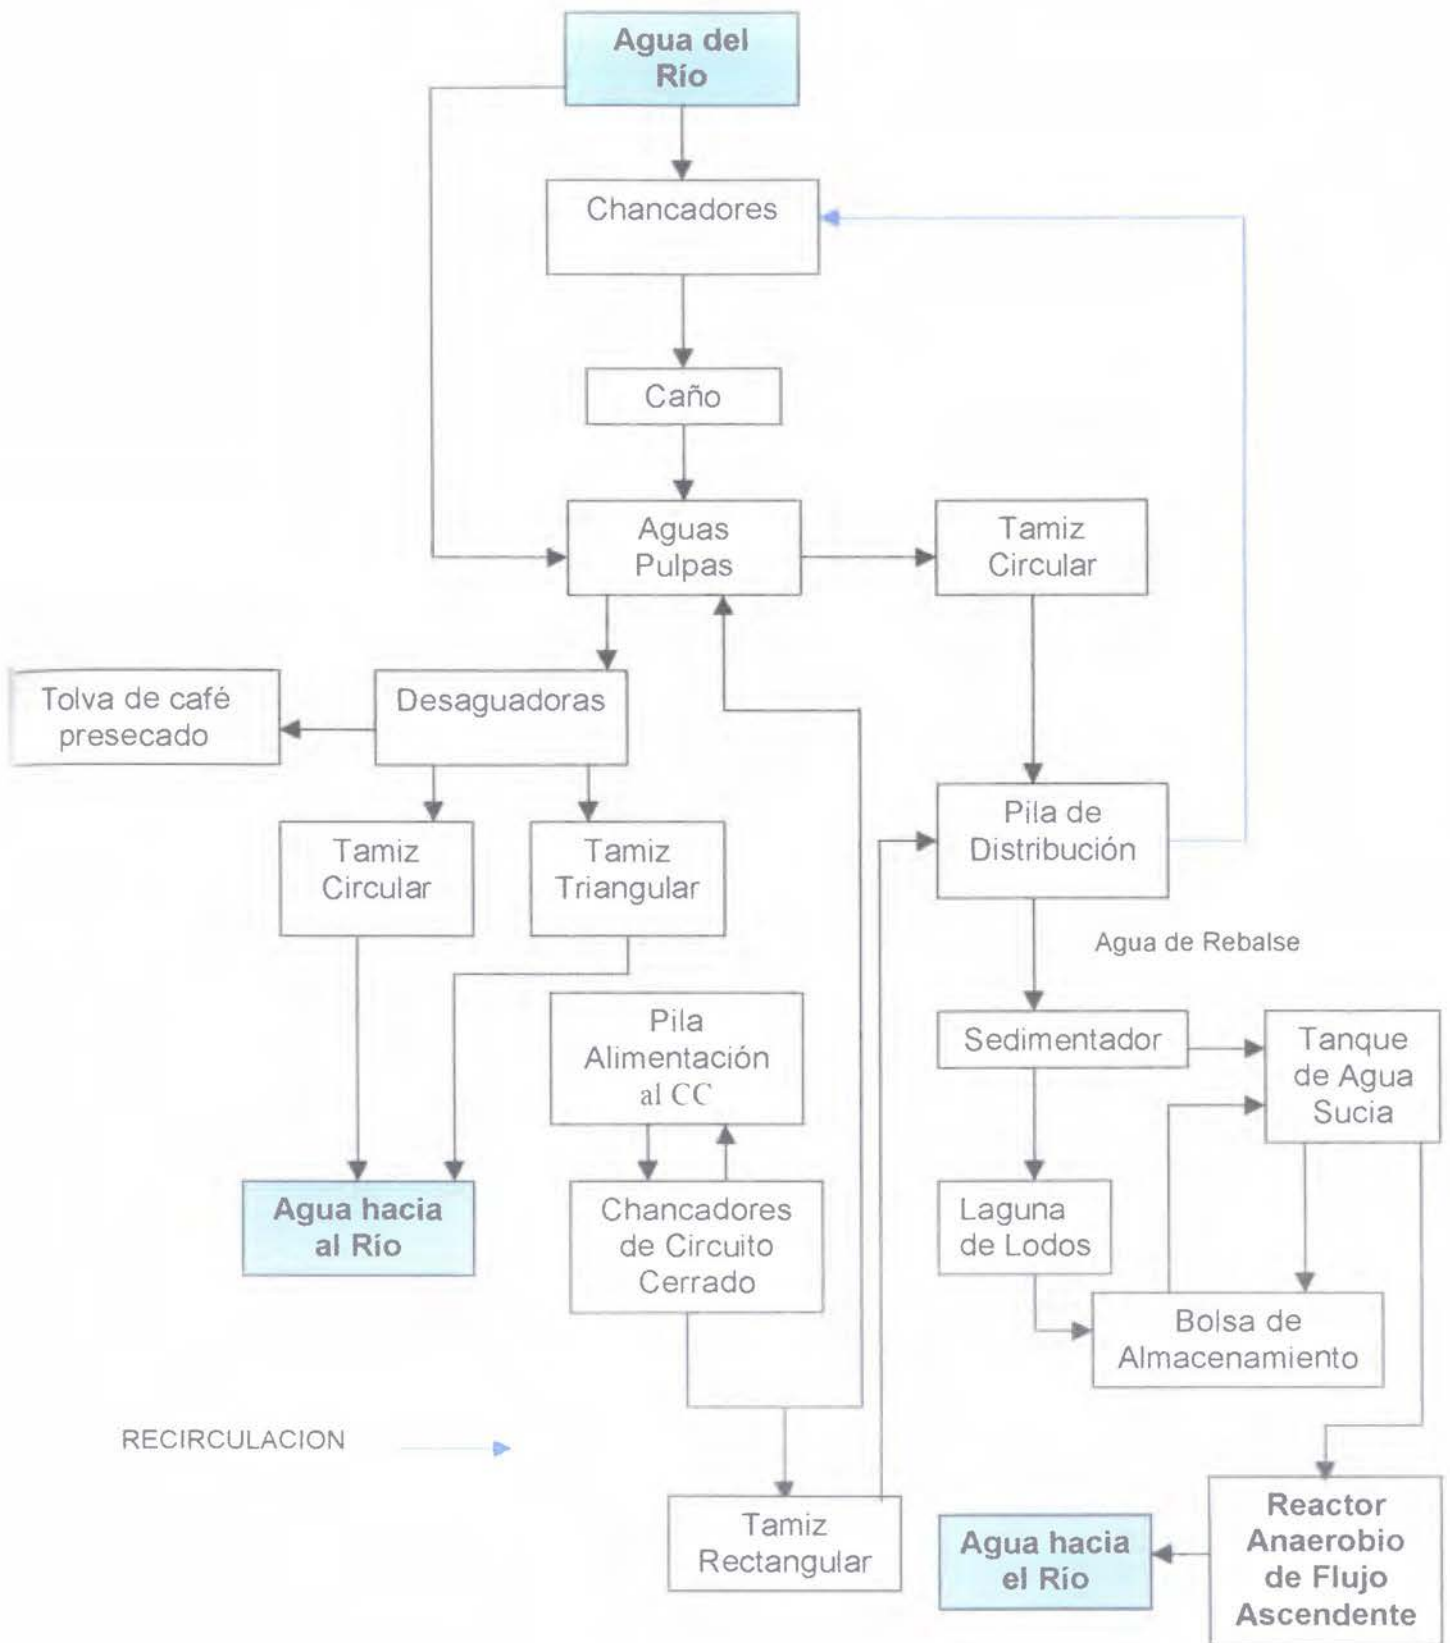 Agua del
Río
Chancadores
Caño
Aguas
Pulpas
Tamiz
Circular
Tolva de café
presecado
Desaguadoras
Tamiz
Circular
Tamiz
Triangular
Pila de
Distribución
Agua de Rebalse
Pila
Alimentación
al CC
Sedimentador
Tanque
de Agua
Sucia
Agua hacia
al Río
Chancadores
de Circuito
Cerrado
Laguna
de Lodos
Bolsa de
Almacenamiento
RECIRCULACION
Tamiz
Rectangular
Agua hacia
el Río
Reactor
Anaerobio
de Flujo
Ascendente